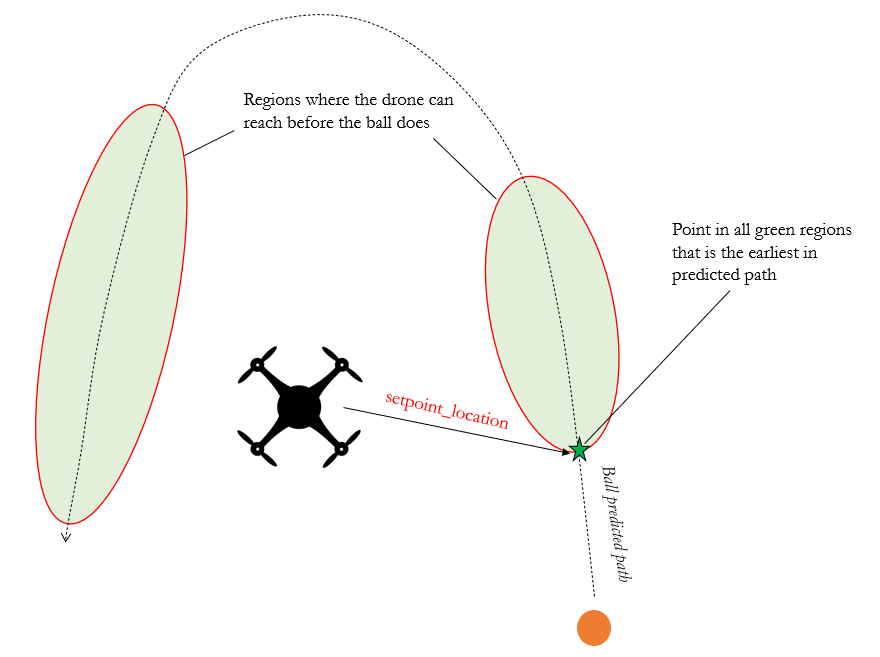 Regions where the drone can
reach before the ball does
Point in all green regions
that is the earliest in
predicted path
setpoint_location
Ball predicted path